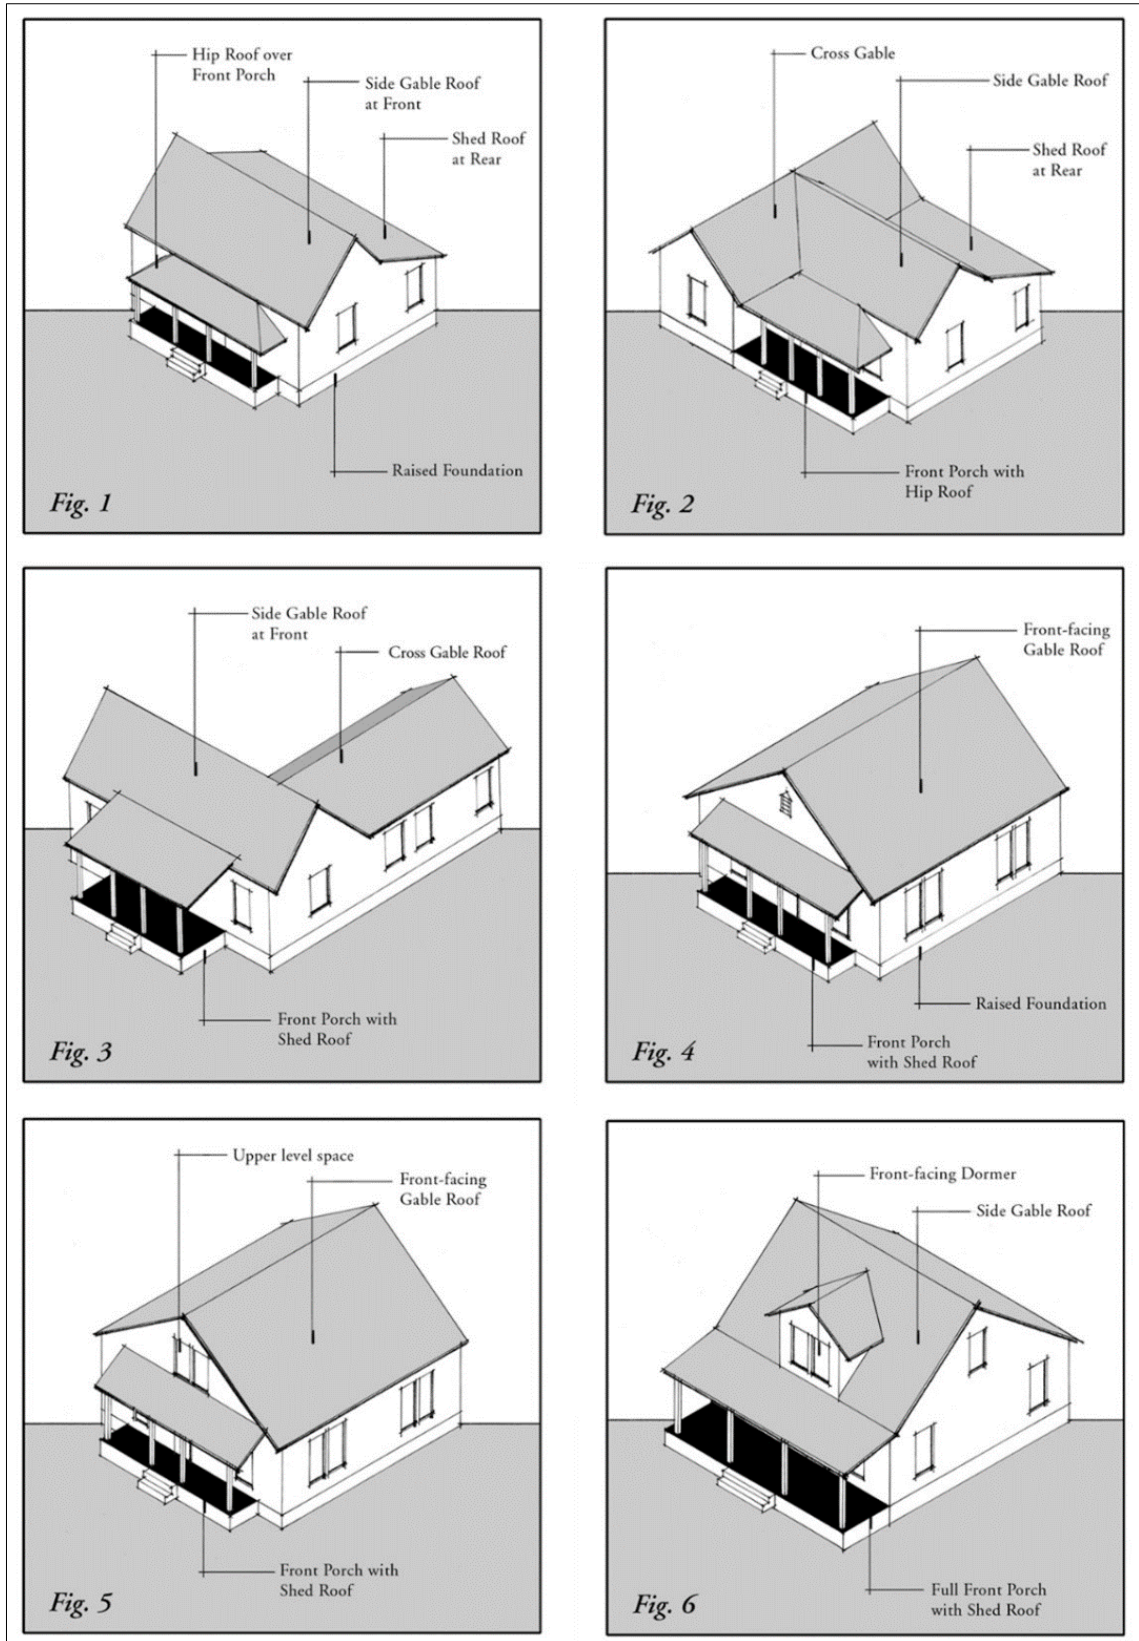 Hip Roof over
Front Porch
Side Gable Roof
at Front
Shed Roof
at Rear
Raised Foundation
Fig. 1
Cross Gable
Side Gable Roof
Shed Roof
at Rear
Front Porch with
Hip Roof
Fig. 2
Side Gable Roof
at Front
Cross Gable Roof
Front Porch with
Shed Roof
Fig. 3
Front-facing
Gable Roof
Raised Foundation
Front Porch
with Shed Roof
Fig. 4
Upper level space
Front-facing
Gable Roof
Front Porch with
Shed Roof
Fig. 5
Front-facing Dormer
Side Gable Roof
Full Front Porch
with Shed Roof
Fig. 6